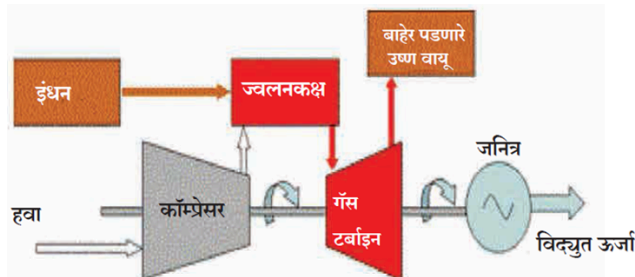 बाहेर पडणारे
उष्ण वायू
इंधन
ज्वलनकक्ष
जनित्र
हवा
कॉम्प्रेसर
गॅस
टर्बाइन
विद्युत ऊर्जा